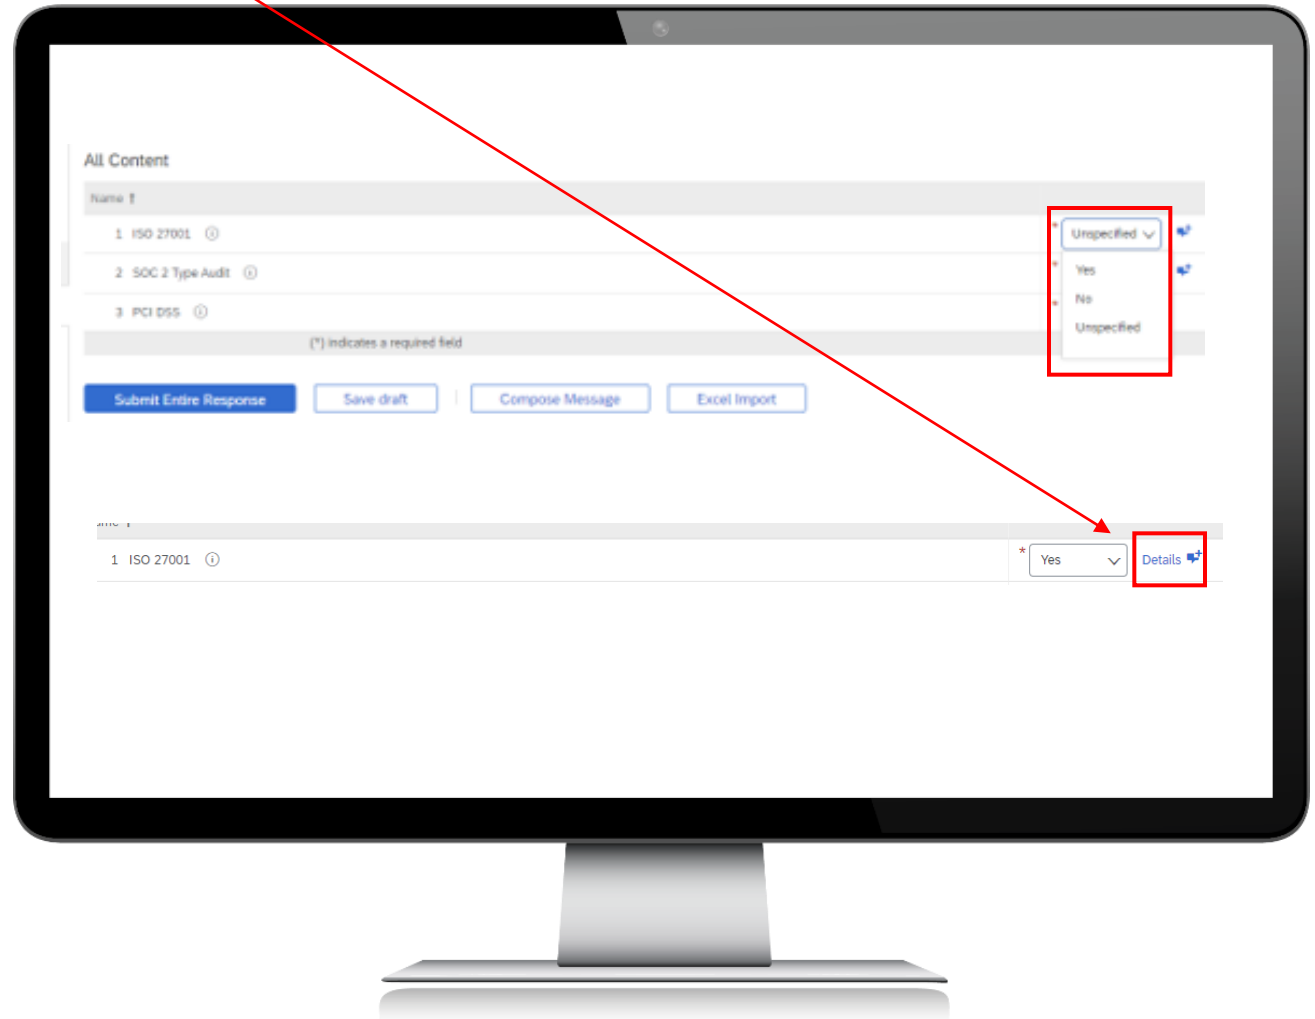 All Content
Name ↑
1 ISO 27001
* Unspecified
2 SOC 2 Type Audit
* Yes
3 PCI DSS
* No
Unspecified
(*) indicates a required field
Submit Entire Response Save draft Compose Message Excel Import
1 ISO 27001 * Yes Details